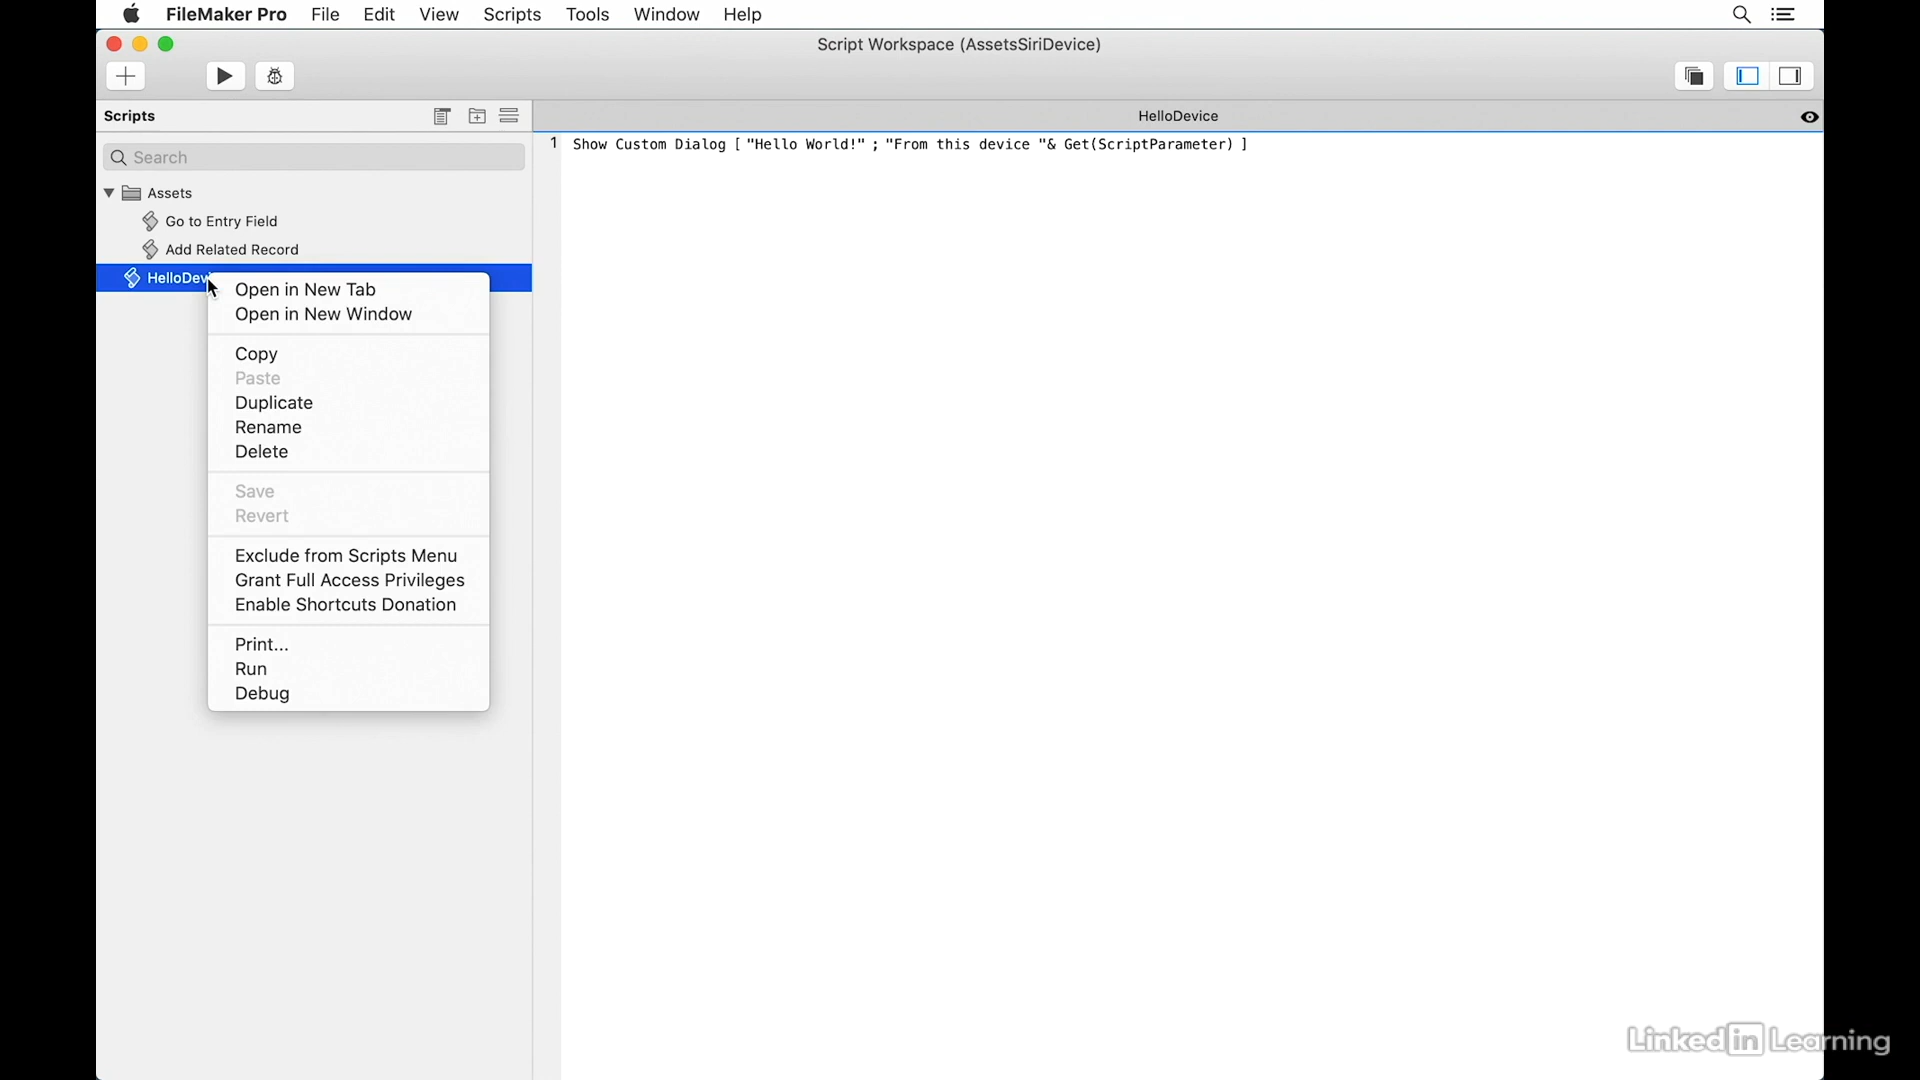 FileMaker Pro File Edit View Scripts Tools Window Help
Script Workspace (AssetsSiriDevice)
Scripts
HelloDevice
Search
1 Show Custom Dialog [ "Hello World!" ; "From this device "& Get(ScriptParameter) ]
Assets
Go to Entry Field
Add Related Record
HelloDev
Open in New Tab
Open in New Window
Copy
Paste
Duplicate
Rename
Delete
Save
Revert
Exclude from Scripts Menu
Grant Full Access Privileges
Enable Shortcuts Donation
Print...
Run
Debug
Linked in Learning